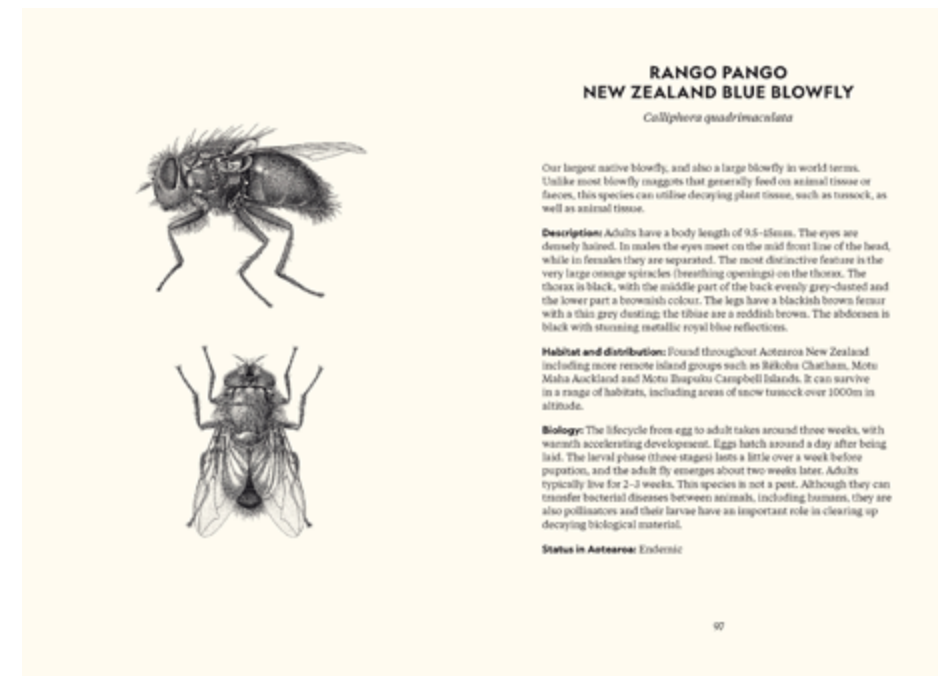 RANGO PANGO
NEW ZEALAND BLUE BLOWFLY
Calliphora quadrimaculata
Our largest native blowfly, and also a large blowfly in world terms.
Unlike most blowfly maggots that generally feed on animal tissue or
faeces, this species can utilise decaying plant tissue, such as tussock, as
well as animal tissue.
Description: Adults have a body length of 9.5–15mm. The eyes are
densely haired. In males the eyes meet on the mid front line of the head,
while in females they are separated. The most distinctive feature is the
very large orange spiracles (breathing openings) on the thorax. The
thorax is black, with the middle part of the back evenly grey-dusted and
the lower part a brownish colour. The legs have a blackish brown femur
with a thin grey dusting; the tibiae are a reddish brown. The abdomen is
black with stunning metallic royal blue reflections.
Habitat and distribution: Found throughout Aotearoa New Zealand
including more remote island groups such as Rēkohu Chatham, Motu
Maha Auckland and Motu Ihupuku Campbell Islands. It can survive
in a range of habitats, including areas of snow tussock over 1000m in
altitude.
Biology: The lifecycle from egg to adult takes around three weeks, with
warmth accelerating development. Eggs hatch around a day after being
laid. The larval phase (three stages) lasts a little over a week before
pupation, and the adult fly emerges about two weeks later. Adults
typically live for 2–3 weeks. This species is not a pest. Although they can
transfer bacterial diseases between animals, including humans, they are
also pollinators and their larvae have an important role in clearing up
decaying biological material.
Status in Aotearoa: Endemic
97